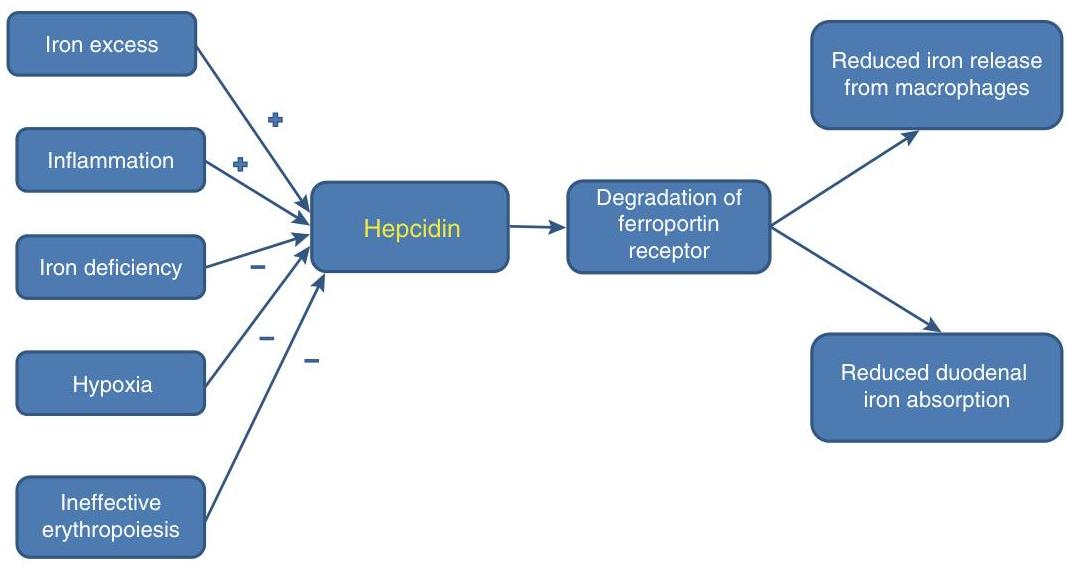 Iron excess
Inflammation
Iron deficiency
Hypoxia
Ineffective
erythropoiesis
+
+
–
–
–
Hepcidin
Degradation of
ferroportin
receptor
Reduced iron release
from macrophages
Reduced duodenal
iron absorption